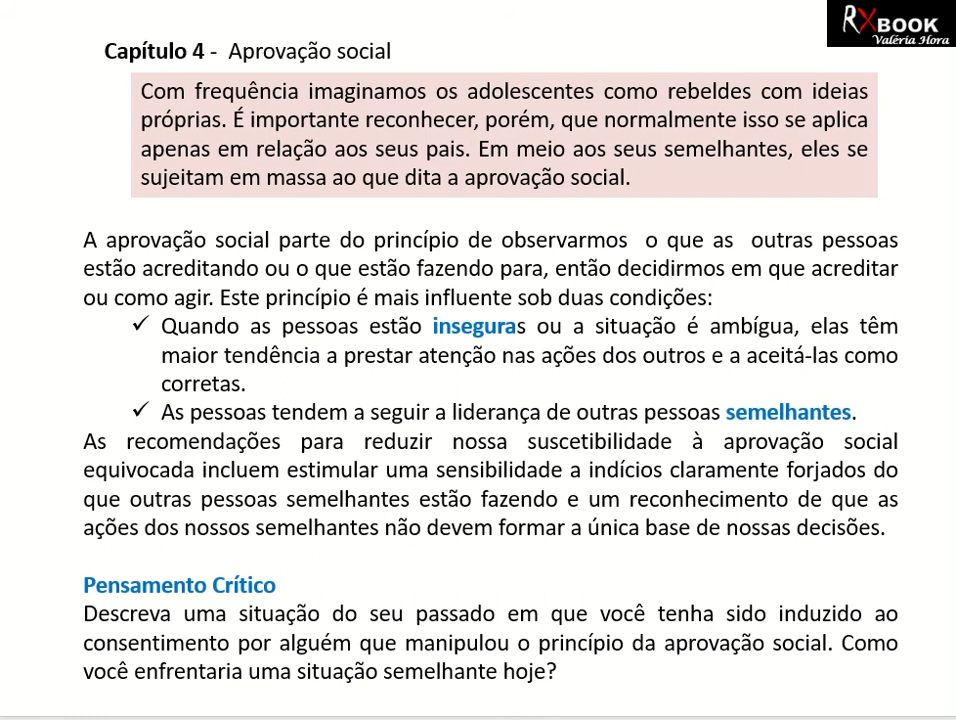 RXBOOK
Valéria Hora
Capítulo 4 - Aprovação social
Com frequência imaginamos os adolescentes como rebeldes com ideias
próprias. É importante reconhecer, porém, que normalmente isso se aplica
apenas em relação aos seus pais. Em meio aos seus semelhantes, eles se
sujeitam em massa ao que dita a aprovação social.
A aprovação social parte do princípio de observarmos o que as outras pessoas
estão acreditando ou o que estão fazendo para, então decidirmos em que acreditar
ou como agir. Este princípio é mais influente sob duas condições:
✓ Quando as pessoas estão inseguras ou a situação é ambígua, elas têm
maior tendência a prestar atenção nas ações dos outros e a aceitá-las como
corretas.
✓ As pessoas tendem a seguir a liderança de outras pessoas semelhantes.
As recomendações para reduzir nossa suscetibilidade à aprovação social
equivocada incluem estimular uma sensibilidade a indícios claramente forjados do
que outras pessoas semelhantes estão fazendo e um reconhecimento de que as
ações dos nossos semelhantes não devem formar a única base de nossas decisões.
Pensamento Crítico
Descreva uma situação do seu passado em que você tenha sido induzido ao
consentimento por alguém que manipulou o princípio da aprovação social. Como
você enfrentaria uma situação semelhante hoje?